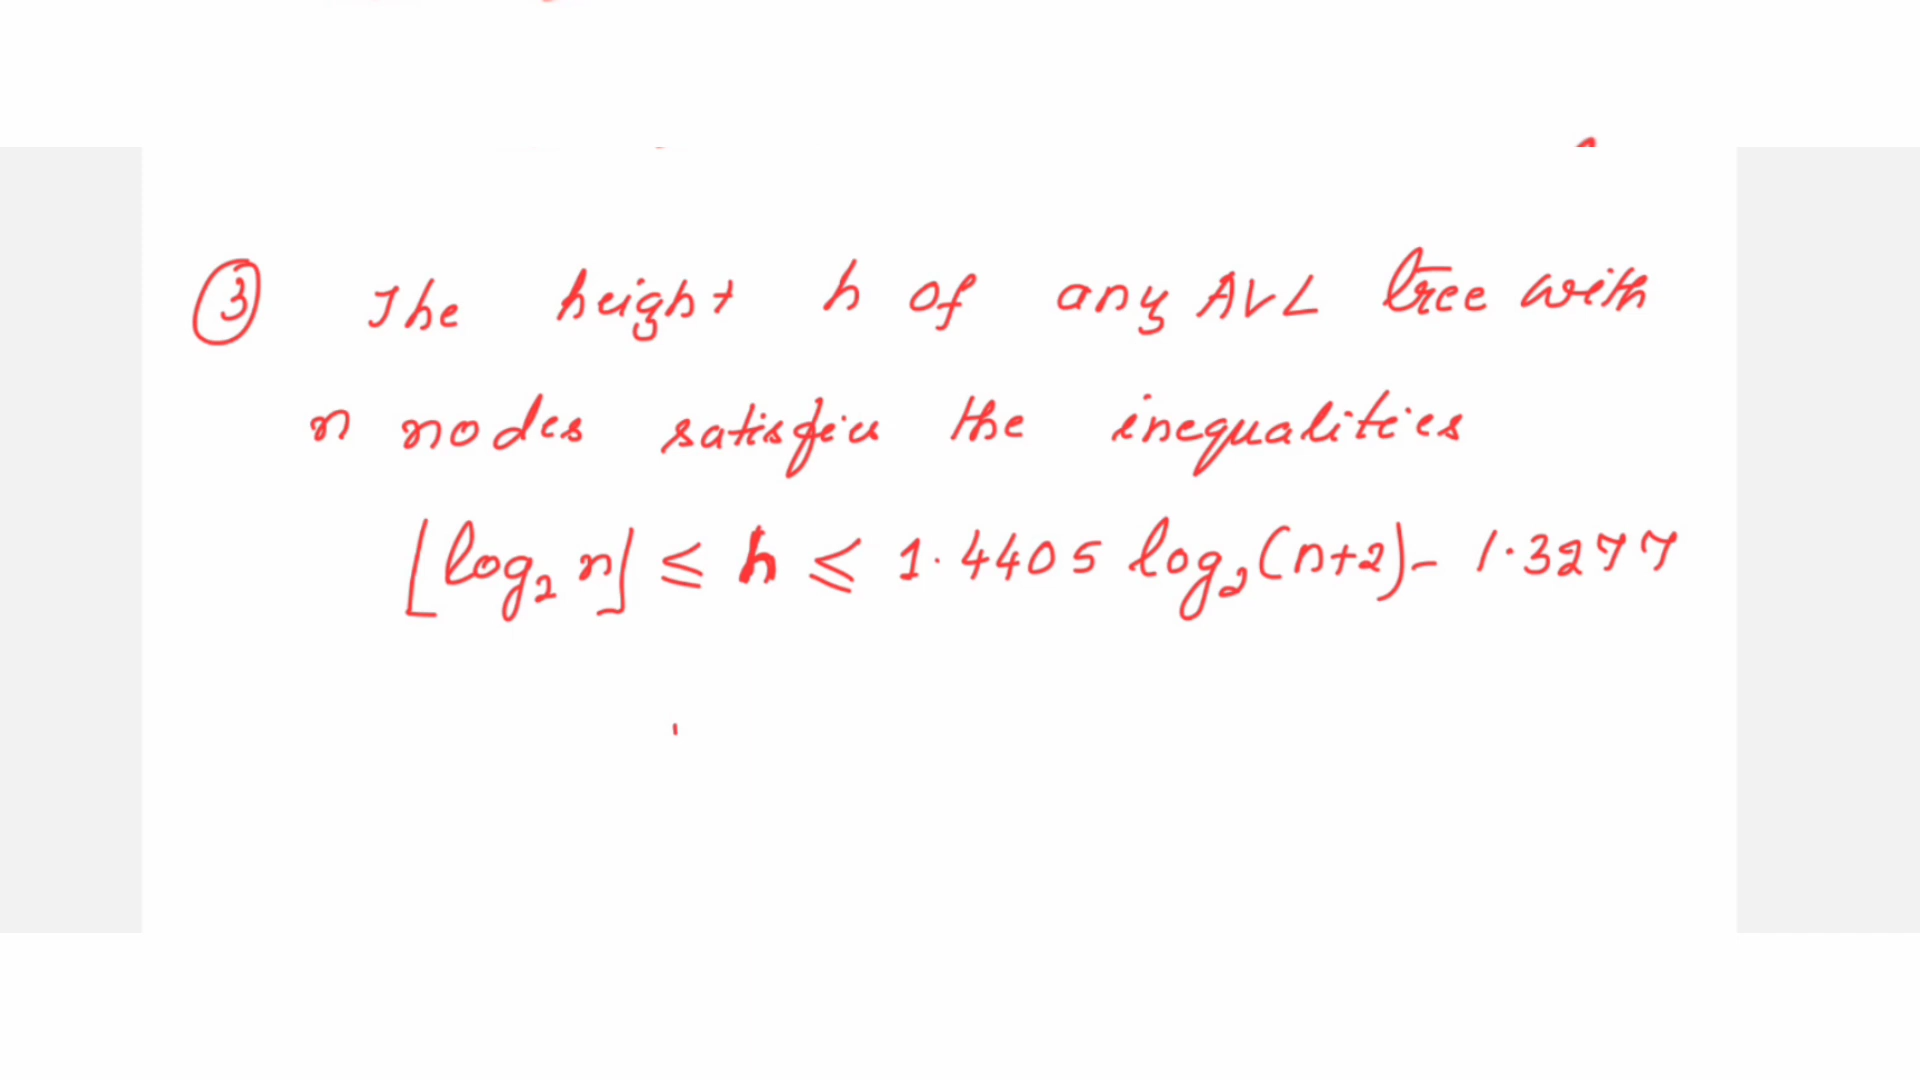 ③ The height h of any AVL tree with
n nodes satisfies the inequalities
⌊log₂ n⌋ ≤ h ≤ 1.4405 log₂(n+2) - 1.3277